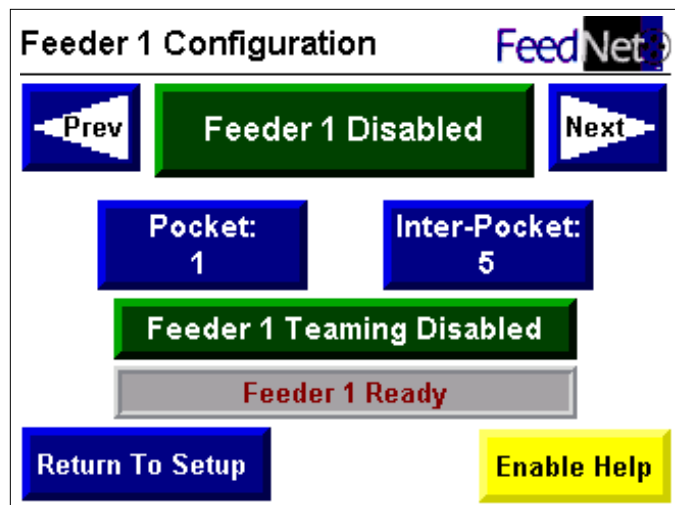 Feeder 1 Configuration
FeedNet
Prev
Feeder 1 Disabled
Next
Pocket:
1
Inter-Pocket:
5
Feeder 1 Teaming Disabled
Feeder 1 Ready
Return To Setup
Enable Help